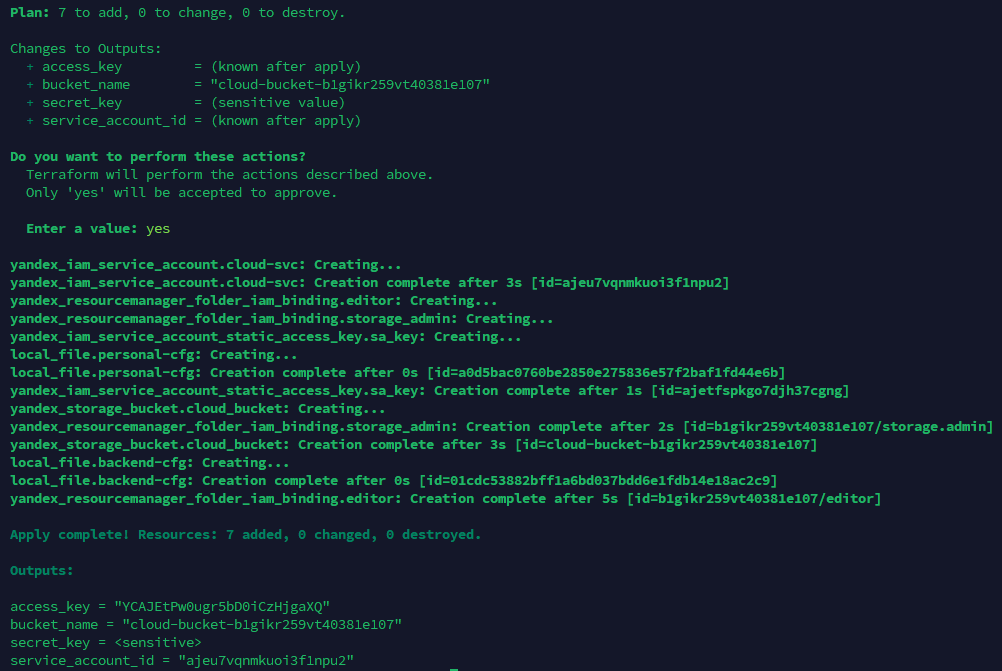 Plan: 7 to add, 0 to change, 0 to destroy.
Changes to Outputs:
+ access_key = (known after apply)
+ bucket_name = "cloud-bucket-b1gikr259vt40381e107"
+ secret_key = (sensitive value)
+ service_account_id = (known after apply)
Do you want to perform these actions?
Terraform will perform the actions described above.
Only 'yes' will be accepted to approve.
Enter a value: yes
yandex_iam_service_account.cloud-svc: Creating...
yandex_iam_service_account.cloud-svc: Creation complete after 3s [id=ajeu7vqnmkuoi3f1npu2]
yandex_resourcemanager_folder_iam_binding.editor: Creating...
yandex_resourcemanager_folder_iam_binding.storage_admin: Creating...
yandex_iam_service_account_static_access_key.sa_key: Creating...
local_file.personal-cfg: Creating...
local_file.personal-cfg: Creation complete after 0s [id=a0d5bac0760be2850e275836e57f2baf1fd44e6b]
yandex_iam_service_account_static_access_key.sa_key: Creation complete after 1s [id=ajetfspkgo7djh37cgng]
yandex_storage_bucket.cloud_bucket: Creating...
yandex_resourcemanager_folder_iam_binding.storage_admin: Creation complete after 2s [id=b1gikr259vt40381e107/storage.admin]
yandex_storage_bucket.cloud_bucket: Creation complete after 3s [id=cloud-bucket-b1gikr259vt40381e107]
local_file.backend-cfg: Creating...
local_file.backend-cfg: Creation complete after 0s [id=01cdc53882bff1a6bd037bdd6e1fdb14e18ac2c9]
yandex_resourcemanager_folder_iam_binding.editor: Creation complete after 5s [id=b1gikr259vt40381e107/editor]
Apply complete! Resources: 7 added, 0 changed, 0 destroyed.
Outputs:
access_key = "YCAJEtPw0ugr5bD0iCzHjgaXQ"
bucket_name = "cloud-bucket-b1gikr259vt40381e107"
secret_key = <sensitive>
service_account_id = "ajeu7vqnmkuoi3f1npu2"